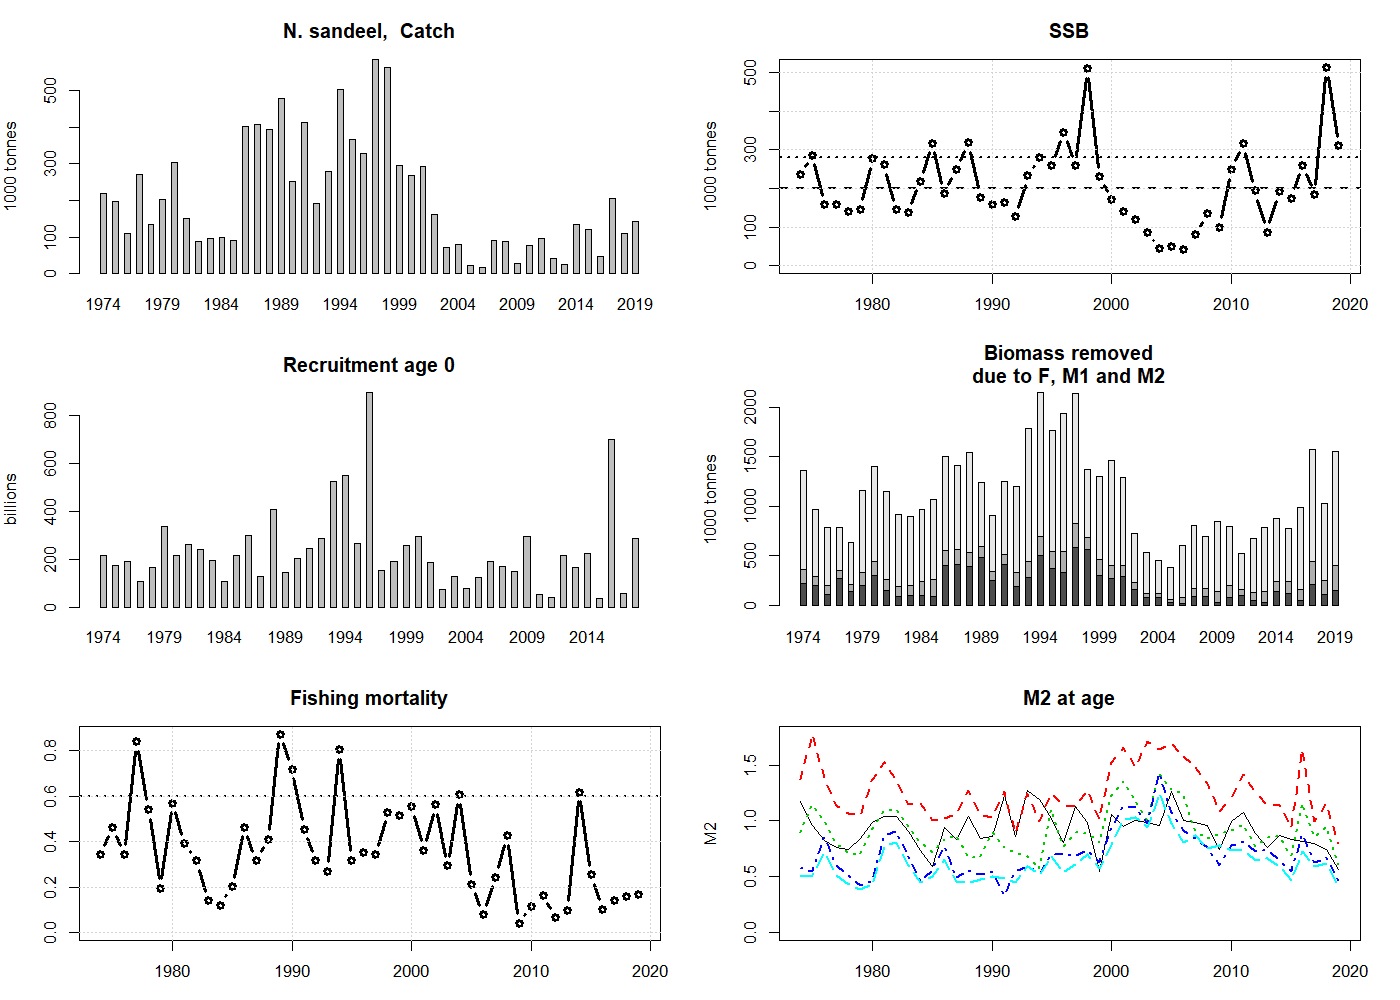 N. sandeel,  Catch
1000 tonnes
500
300
100
0
1974 1979 1984 1989 1994 1999 2004 2009 2014 2019
SSB
1000 tonnes
500
300
100
0
1980 1990 2000 2010 2020
Recruitment age 0
billions
800
600
400
200
0
1974 1979 1984 1989 1994 1999 2004 2009 2014
Biomass removed
due to F, M1 and M2
1000 tonnes
2000
1500
1000
500
0
1974 1979 1984 1989 1994 1999 2004 2009 2014 2019
Fishing mortality
0.8
0.6
0.4
0.2
0.0
1980 1990 2000 2010 2020
M2 at age
M2
1.5
1.0
0.5
0.0
1980 1990 2000 2010 2020